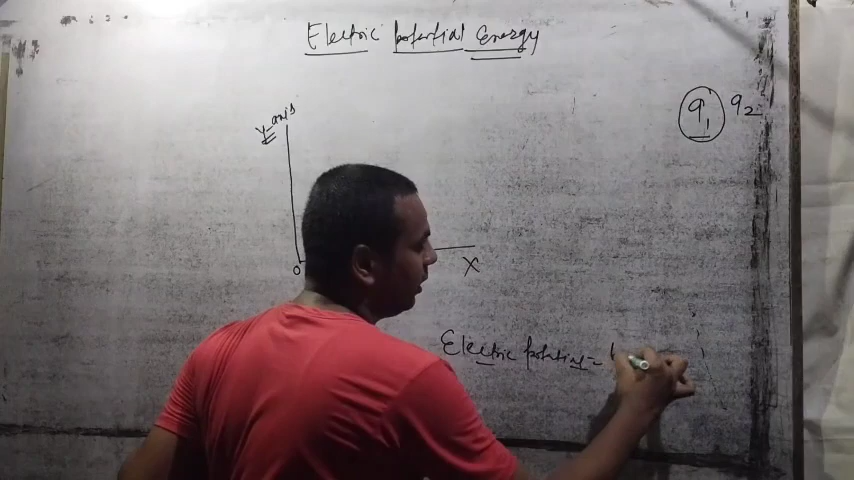 Electric potential Energy
Y axis
q1 q2
O
X
Electric potential =